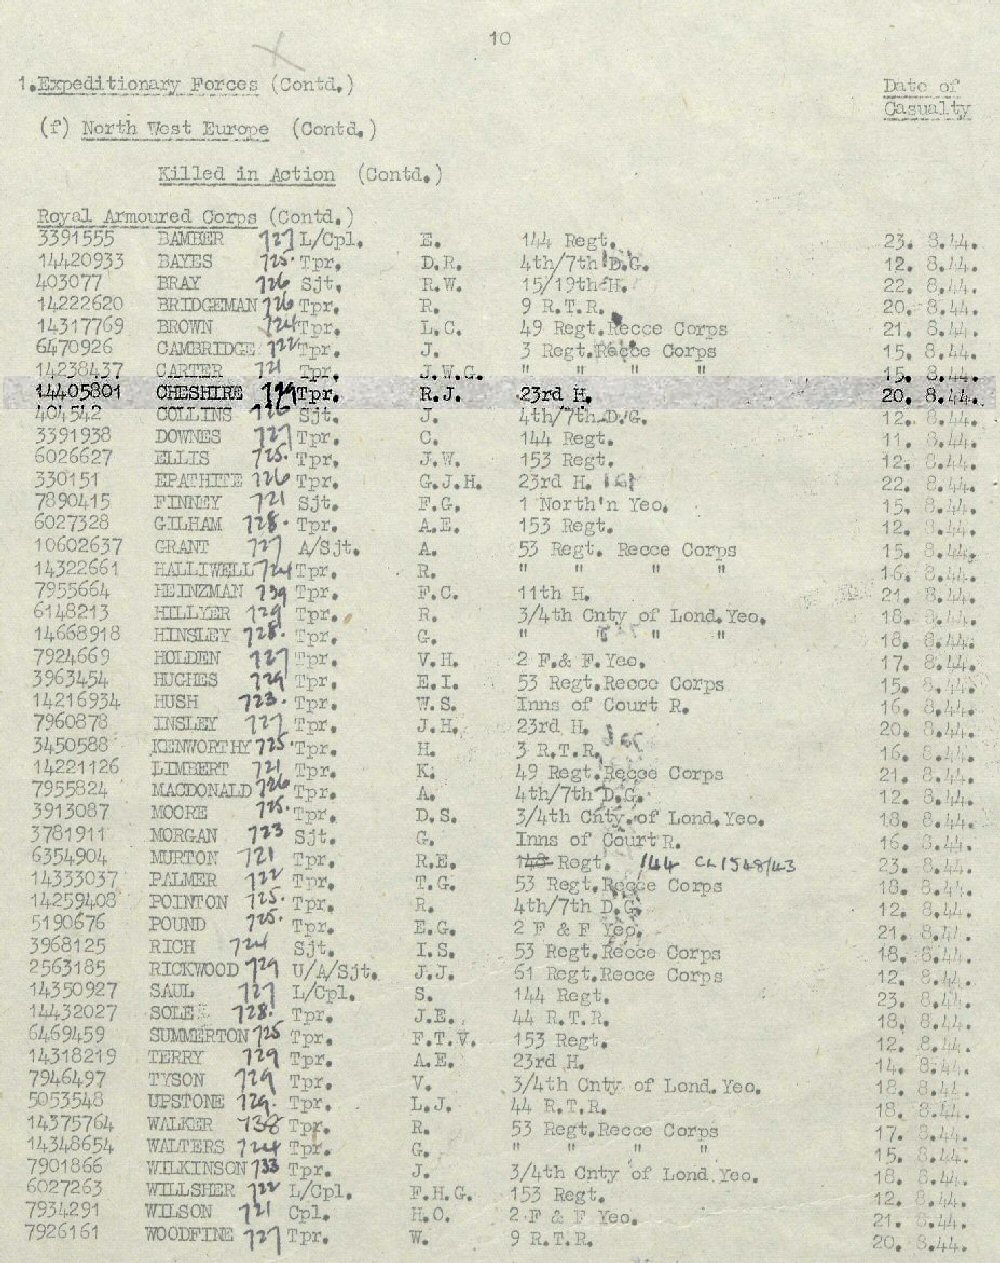 10
1. Expeditionary Forces (Contd.) Date of
Casualty
(f) North West Europe (Contd.)
Killed in Action (Contd.)
Royal Armoured Corps (Contd.)
3391555 BAMBER 727 L/Cpl. E. 144 Regt. 23. 8.44.
14420933 BAYES 725. Tpr. D.R. 4th/7th D.G. 12. 8.44.
403077 BRAY 726 Sjt. R.W. 15/19th H. 22. 8.44.
14222620 BRIDGEMAN 726 Tpr. R. 9 R.T.R. 20. 8.44.
14317769 BROWN 724 Tpr. L.C. 49 Regt.Recce Corps 21. 8.44.
6470926 CAMBRIDGE 722 Tpr. J. 3 Regt.Recce Corps 15. 8.44.
14238437 CARTER 721 Tpr. J.W.G. " " " " 15. 8.44.
14405801 CHESHIRE 729 Tpr. R.J. 23rd H. 20. 8.44.
404542 COLLINS 726 Sjt. J. 4th/7th D.G. 12. 8.44.
3391938 DOWNES 727 Tpr. C. 144 Regt. 11. 8.44.
6026627 ELLIS 725. Tpr. J.W. 153 Regt. 12. 8.44.
330151 EPATHITE 726 Tpr. G.J.H. 23rd H. 22. 8.44.
7890415 FINNEY 721 Sjt. F.G. 1 North'n Yeo. 15. 8.44.
6027328 GILHAM 728. Tpr. A.E. 153 Regt. 12. 8.44.
10602637 GRANT 727 A/Sjt. A. 53 Regt. Recce Corps 15. 8.44.
14322661 HALLIWELL 724 Tpr. R. " " " " 16. 8.44.
7955664 HEINZMAN 739 Tpr. F.C. 11th H. 21. 8.44.
6148213 HILLYER 729 Tpr. R. 3/4th Cnty of Lond.Yeo. 18. 8.44.
14668918 HINSLEY 728. Tpr. G. " " " " 18. 8.44.
7924669 HOLDEN 727 Tpr. V.H. 2 F.& F.Yeo. 17. 8.44.
3963454 HUGHES 729 Tpr. E.I. 53 Regt.Recce Corps 15. 8.44.
14216934 HUSH 723. Tpr. W.S. Inns of Court R. 16. 8.44.
7960878 INSLEY 727 Tpr. J.H. 23rd H. 20. 8.44.
3450588 KENWORTHY 725 Tpr. H. 3 R.T.R. 16. 8.44.
14221126 LIMBERT 721 Tpr. K. 49 Regt.Recce Corps 21. 8.44.
7955824 MACDONALD 726 Tpr. A. 4th/7th D.G. 12. 8.44.
3913087 MOORE 725. Tpr. D.S. 3/4th Cnty.of Lond.Yeo. 18. 8.44.
3781911 MORGAN 723 Sjt. G. Inns of Court R. 16. 8.44.
6354904 MURTON 721 Tpr. R.E. 148 Regt. 144 CL1548/43 23. 8.44.
14333037 PALMER 722 Tpr. T.G. 53 Regt.Recce Corps 18. 8.44.
14259408 POINTON 725. Tpr. R. 4th/7th D.G. 12. 8.44.
5190676 POUND 725. Tpr. E.G. 2 F & F Yeo. 21. 8.44.
3968125 RICH 724 Sjt. I.S. 53 Regt.Recce Corps 18. 8.44.
2563185 RICKWOOD 729 U/A/Sjt. J.J. 61 Regt.Recce Corps 12. 8.44.
14350927 SAUL 727 L/Cpl. S. 144 Regt. 23. 8.44.
14432027 SOLE 728. Tpr. J.E. 44 R.T.R. 18. 8.44.
6469459 SUMMERTON 725 Tpr. F.T.V. 153 Regt. 12. 8.44.
14318219 TERRY 729 Tpr. A.E. 23rd H. 14. 8.44.
7946497 TYSON 729 Tpr. V. 3/4th Cnty of Lond.Yeo. 18. 8.44.
5053548 UPSTONE 729. Tpr. L.J. 44 R.T.R. 18. 8.44.
14375764 WALKER 738 Tpr. R. 53 Regt.Recce Corps 17. 8.44.
14348654 WALTERS 724 Tpr. G. " " " " 15. 8.44.
7901866 WILKINSON 733 Tpr. J. 3/4th Cnty of Lond.Yeo. 18. 8.44.
6027263 WILLSHER 722 L/Cpl. F.H.G. 153 Regt. 12. 8.44.
7934291 WILSON 721 Cpl. H.O. 2 F & F Yeo. 21. 8.44.
7926161 WOODFINE 727 Tpr. W. 9 R.T.R. 20. 8.44.